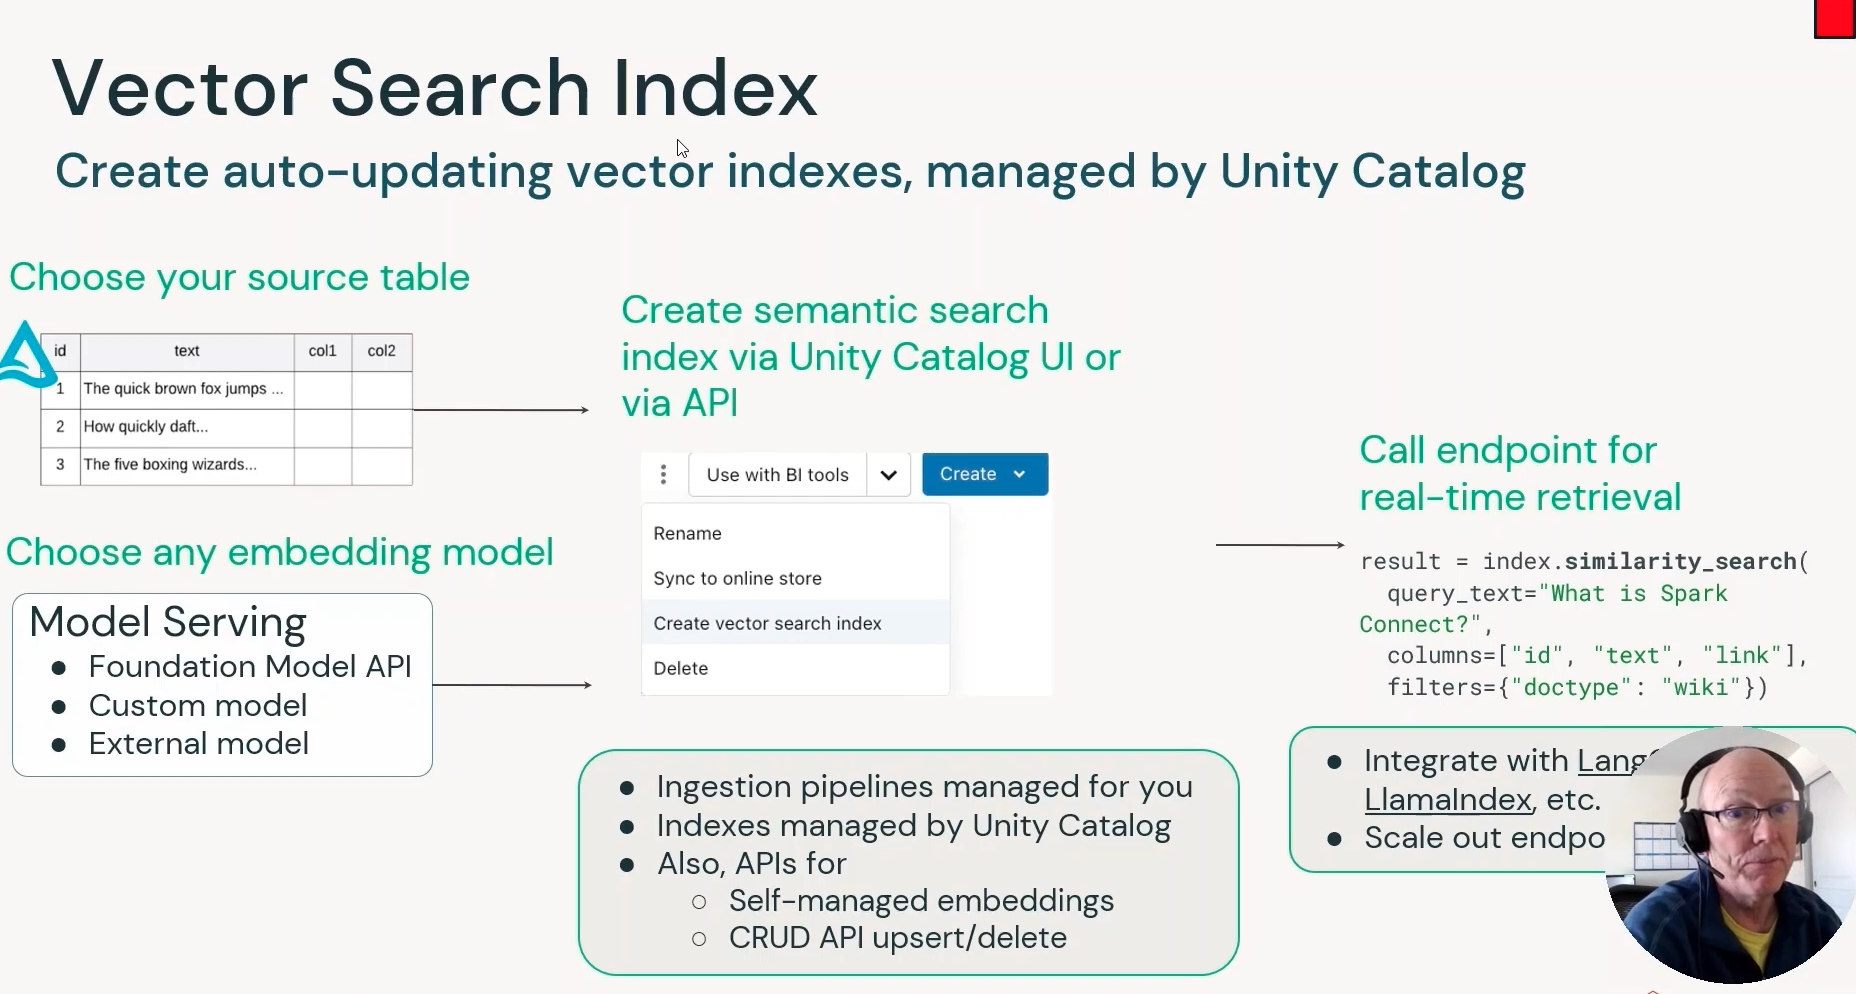 Vector Search Index
Create auto-updating vector indexes, managed by Unity Catalog
Choose your source table
id text col1 col2
1 The quick brown fox jumps ...
2 How quickly daft...
3 The five boxing wizards...
Choose any embedding model
Model Serving
● Foundation Model API
● Custom model
● External model
Create semantic search
index via Unity Catalog UI or
via API
Use with BI tools
Create
Rename
Sync to online store
Create vector search index
Delete
● Ingestion pipelines managed for you
● Indexes managed by Unity Catalog
● Also, APIs for
○ Self-managed embeddings
○ CRUD API upsert/delete
Call endpoint for
real-time retrieval
result = index.similarity_search(
query_text="What is Spark
Connect?",
columns=["id", "text", "link"],
filters={"doctype": "wiki"})
● Integrate with
LlamaIndex, etc.
● Scale out